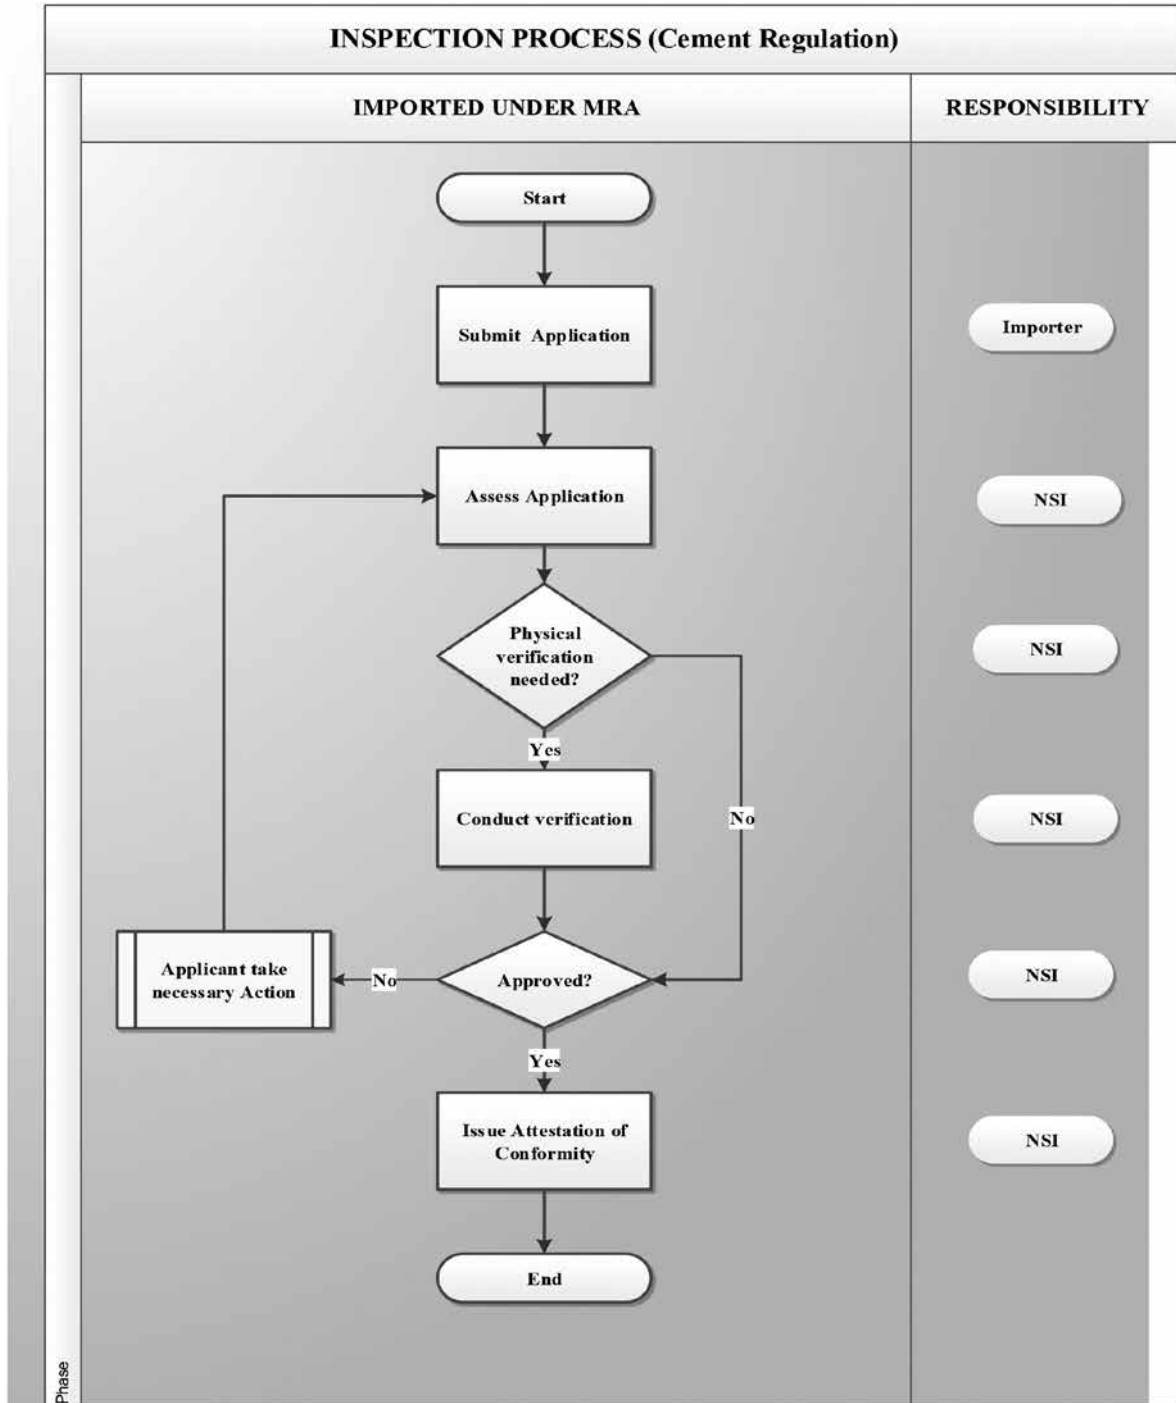 INSPECTION PROCESS (Cement Regulation)
IMPORTED UNDER MRA
RESPONSIBILITY
Start
Submit Application
Importer
Assess Application
NSI
Physical
verification
needed?
NSI
Yes
Conduct verification
No
NSI
Applicant take
necessary Action
No
Approved?
NSI
Yes
Issue Attestation of
Conformity
NSI
End
Phase